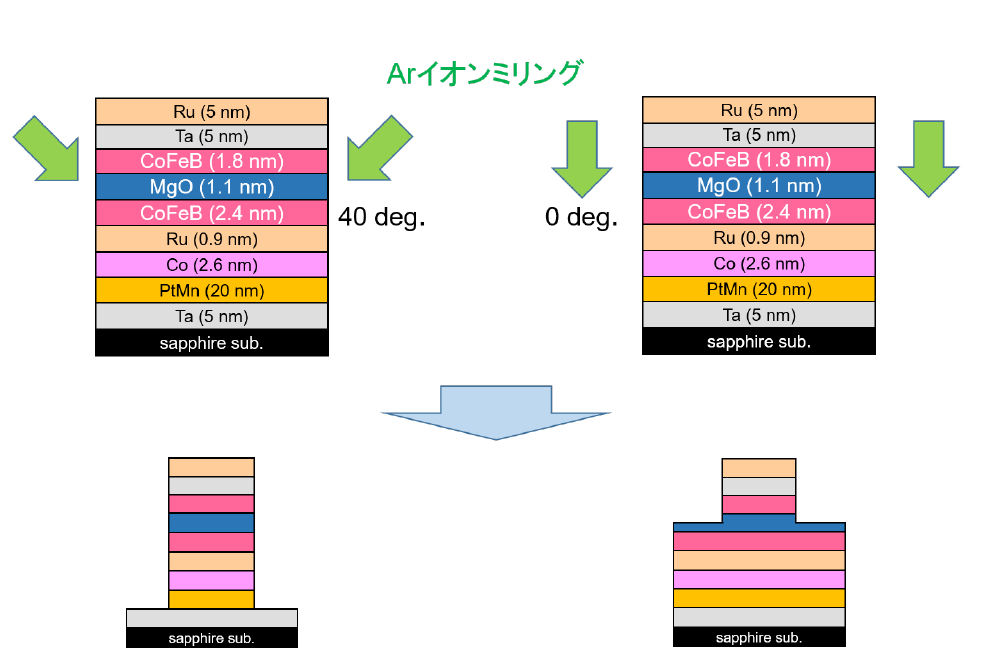 Arイオンミリング
Ru (5 nm)
Ta (5 nm)
CoFeB (1.8 nm)
MgO (1.1 nm)
CoFeB (2.4 nm)
Ru (0.9 nm)
Co (2.6 nm)
PtMn (20 nm)
Ta (5 nm)
sapphire sub.
40 deg.
0 deg.
Ru (5 nm)
Ta (5 nm)
CoFeB (1.8 nm)
MgO (1.1 nm)
CoFeB (2.4 nm)
Ru (0.9 nm)
Co (2.6 nm)
PtMn (20 nm)
Ta (5 nm)
sapphire sub.
sapphire sub.
sapphire sub.